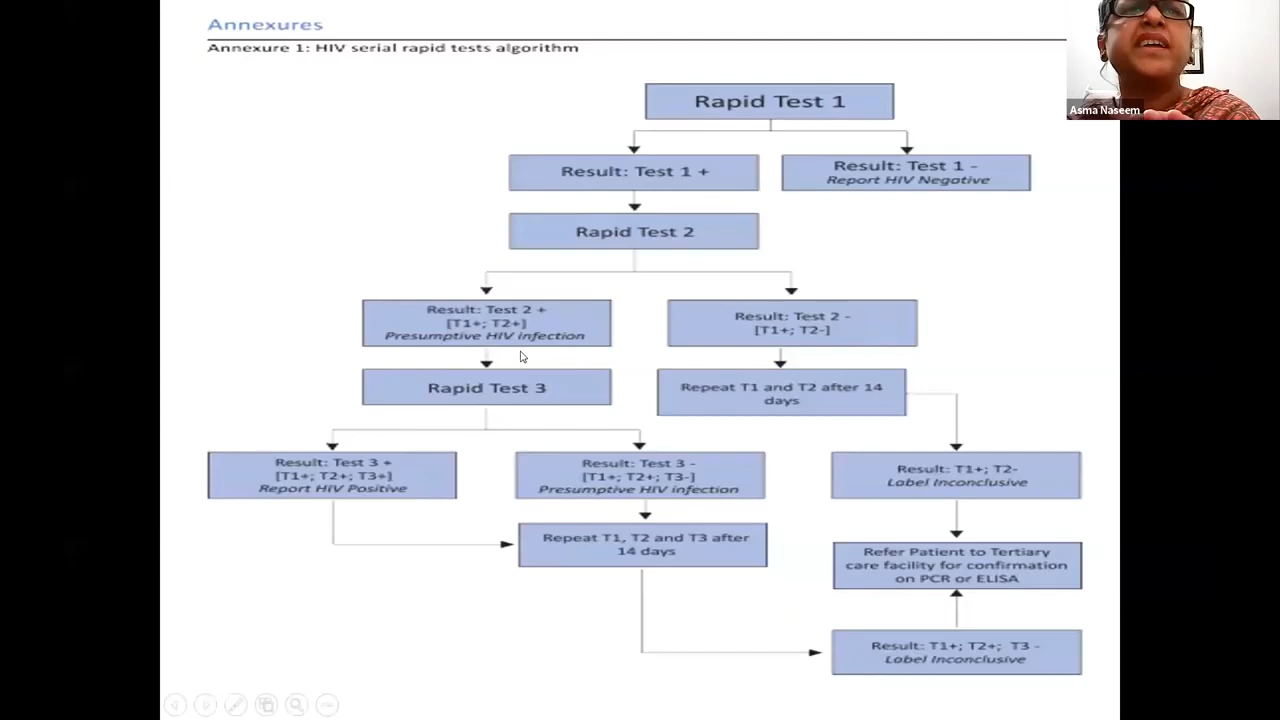 Annexures
Annexure 1: HIV serial rapid tests algorithm
Asma Naseem
Rapid Test 1
Result: Test 1 +
Result: Test 1 -
Report HIV Negative
Rapid Test 2
Result: Test 2 +
[T1+; T2+]
Presumptive HIV infection
Result: Test 2 -
[T1+; T2-]
Rapid Test 3
Repeat T1 and T2 after 14
days
Result: Test 3 +
[T1+; T2+; T3+]
Report HIV Positive
Result: Test 3 -
[T1+; T2+; T3-]
Presumptive HIV infection
Result: T1+; T2-
Label Inconclusive
Repeat T1, T2 and T3 after
14 days
Refer Patient to Tertiary
care facility for confirmation
on PCR or ELISA
Result: T1+; T2+; T3 -
Label Inconclusive